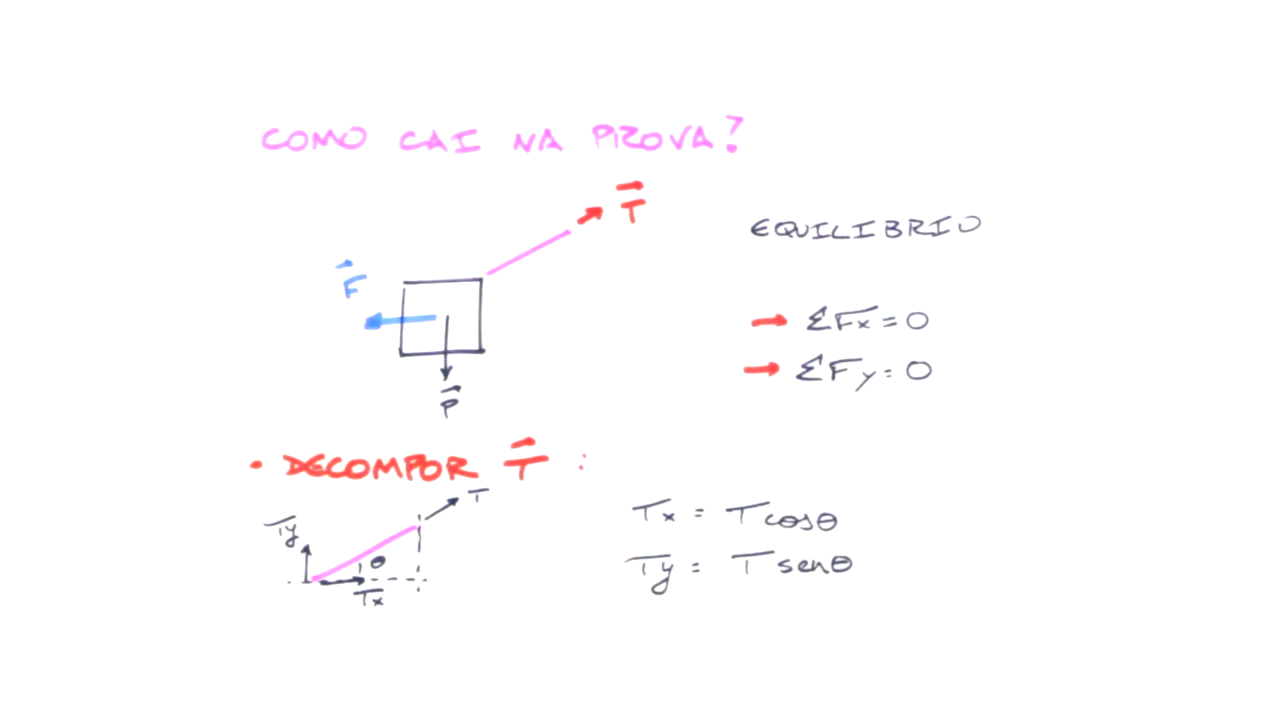 COMO CAI NA PROVA?
T
EQUILIBRIO
F
ΣFx = 0
ΣFy = 0
P
• DECOMPOR T :
T
Ty
θ
Tx
Tx = T cosθ
Ty = T senθ